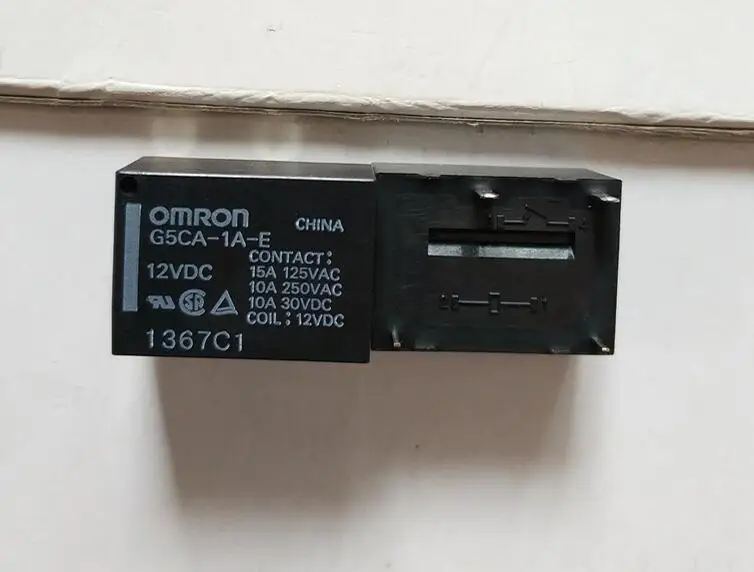 omron
CHINA
G5CA-1A-E
12VDC
CONTACT:
15A 125VAC
10A 250VAC
10A 30VDC
COIL: 12VDC
1367C1